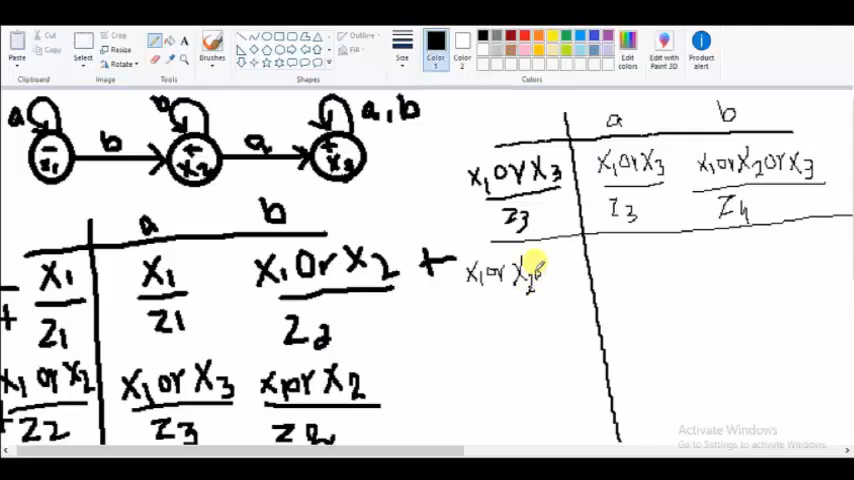 Cut
Copy
Paste
Clipboard
Crop
Resize
Rotate
Select
Image
Tools
Brushes
Outline
Fill
Shapes
Size
Color 1
Color 2
Colors
Edit colors
Edit with Paint 3D
Product alert
a b - x1 b + x2 a + x3 a, b
a b
x1 x1 x1 or x2
z1 z1 z2
x1 or x2 x1 or x3 x1 or x2
z2 z3 z2
a b
x1 or x3 x1 or x3 x1 or x2 or x3
z3 z3 z4
+ x1 or x2
Activate Windows
Go to Settings to activate Windows.